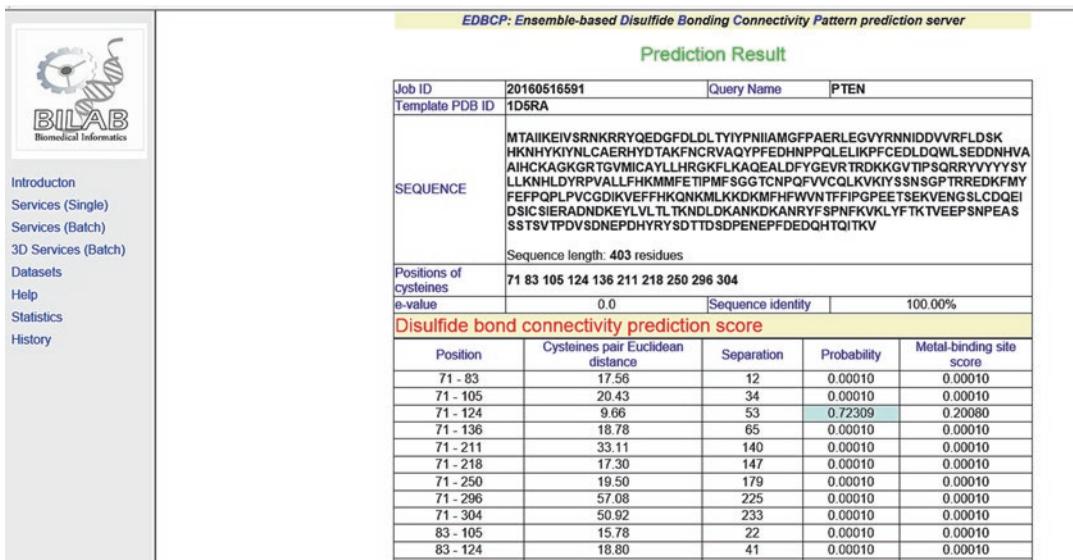 EDBCP: Ensemble-based Disulfide Bonding Connectivity Pattern prediction server
BILAB
Biomedical Informatics
Introducton
Services (Single)
Services (Batch)
3D Services (Batch)
Datasets
Help
Statistics
History
Prediction Result
Job ID 20160516591 Query Name PTEN
Template PDB ID 1D5RA
SEQUENCE
MTAIIKEIVSRNKRRYQEDGFDLDLTYIYPNIIAMGFPAERLEGVYRNNIDDVVRFLDSK
HKNHYKIYNLCAERHYDTAKFNCRVAQYPFEDHNPPQLELIKPFCEDLDQWLSEDDNHVA
AIHCKAGKGRTGVMICAYLLHRGKFLKAQEALDFYGEVRTRDKKGVTIPSQRRYVYYYSY
LLKNHLDYRPVALLFHKMMFETIPMFSGGTCNPQFVVCQLKVKIYSSNSGPTRREDKFMY
FEFPQPLPVCGDIKVEFFHKQNKMLKKDKMFHFWVNTFFIPGPEETSEKVENGSLCDQEI
DSICSIERADNDKEYLVLTLTKNDLDKANKDKANRYFSPNFKVKLYFTKTVEEPSNPEAS
SSTSVTPDVSDNEPDHYRYSDTTDSDPENEPFDEDQHTQITKV
Sequence length: 403 residues
Positions of cysteines 71 83 105 124 136 211 218 250 296 304
e-value 0.0 Sequence identity 100.00%
Disulfide bond connectivity prediction score
Position Cysteines pair Euclidean distance Separation Probability Metal-binding site score
71 - 83 17.56 12 0.00010 0.00010
71 - 105 20.43 34 0.00010 0.00010
71 - 124 9.66 53 0.72309 0.20080
71 - 136 18.78 65 0.00010 0.00010
71 - 211 33.11 140 0.00010 0.00010
71 - 218 17.30 147 0.00010 0.00010
71 - 250 19.50 179 0.00010 0.00010
71 - 296 57.08 225 0.00010 0.00010
71 - 304 50.92 233 0.00010 0.00010
83 - 105 15.78 22 0.00010 0.00010
83 - 124 18.80 41 0.00010 0.00010